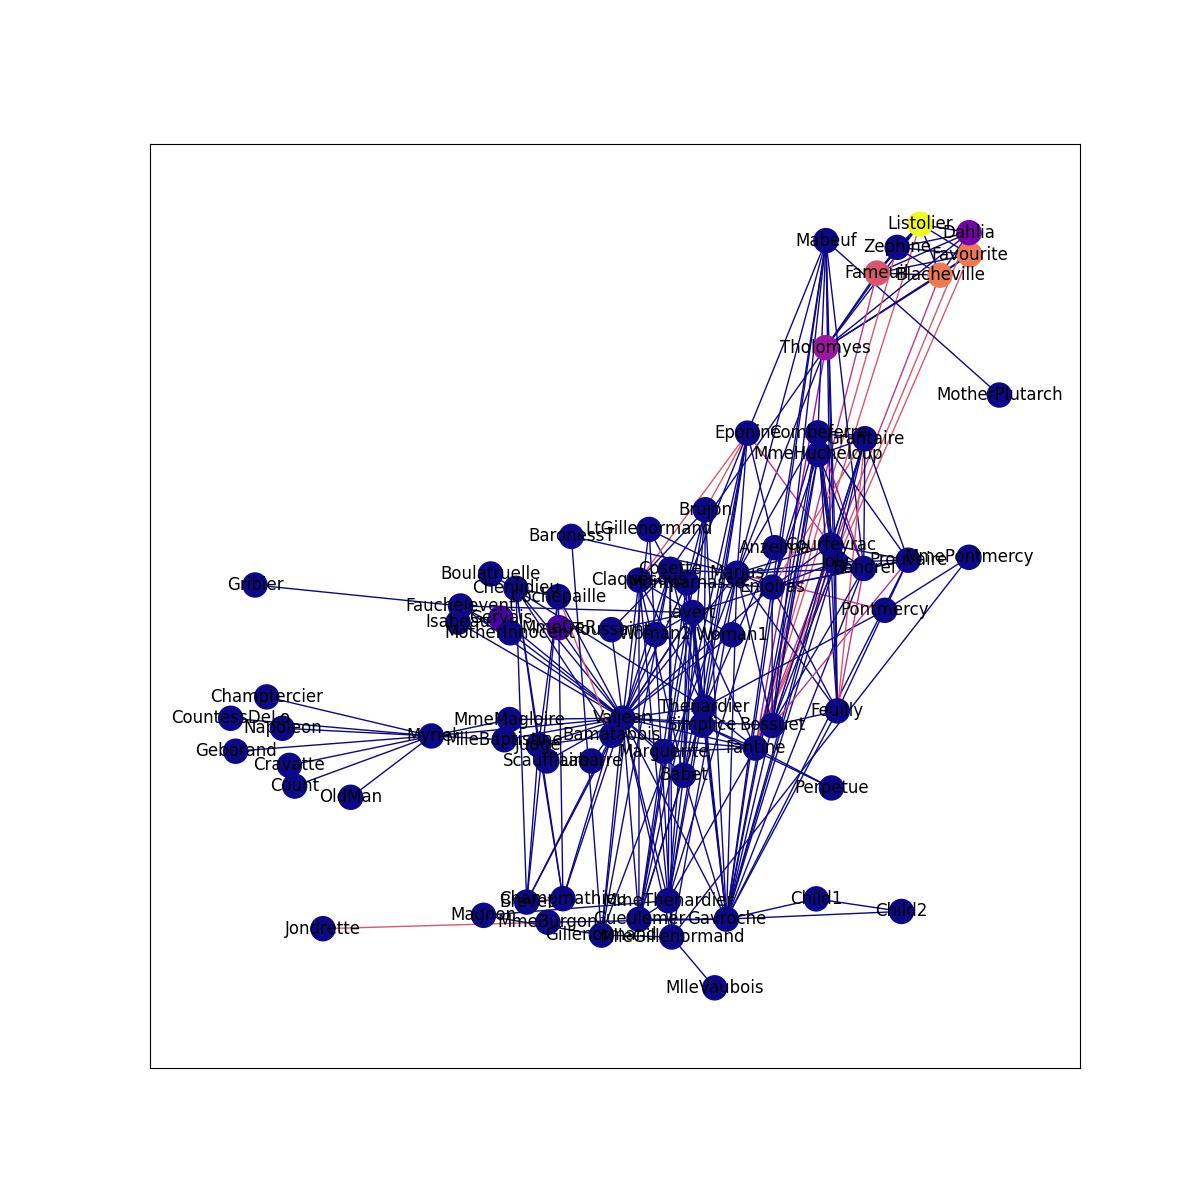 Listolier
Dahlia
Mabeuf
Zephine
Favourite
Fameuil
Blacheville
Tholomyes
MotherPlutarch
Eponine
Combeferre
Grantaire
MmeHucheloup
Brujon
LtGillenormand
BaronessT
Anzelma
Courfeyrac
Joly
Bahorel
Prouvaire
MmePontmercy
Cosette
Marius
Boulatruelle
Claquesous
Montparnasse
Gribier
Chenildieu
Enjolras
Cochepaille
Fauchelevent
Pontmercy
Javert
Gervais
Isabeau
MmeDeR
Toussaint
MotherInnocent
Woman2
Woman1
Champtercier
Thenardier
Feuilly
CountessDeLo
MmeMagloire
Valjean
Napoleon
Simplice
Bossuet
Myriel
Bamatabois
MlleBaptistine
Judge
Fantine
Geborand
Marguerite
Scaufflaire
Labarre
Cravatte
Babet
Count
Perpetue
OldMan
Champmathieu
Brevet
MmeThenardier
Child1
Child2
Magnon
Gueulemer
Gavroche
MmeBurgon
Jondrette
Gillenormand
MlleGillenormand
MlleVaubois